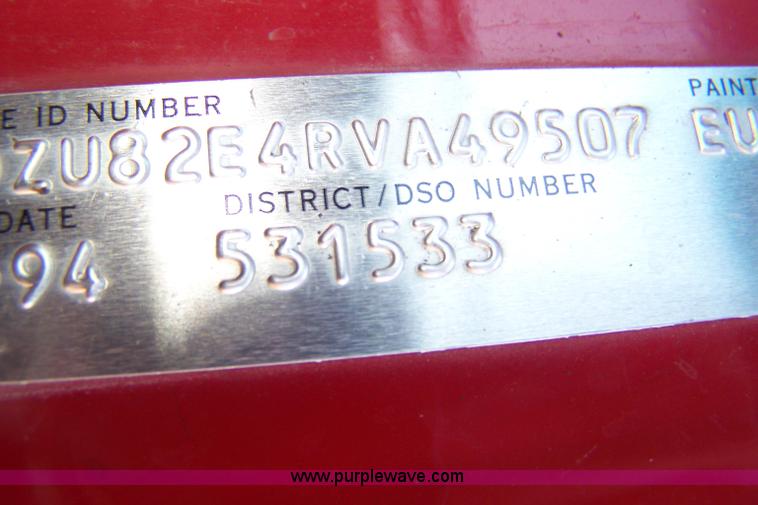 E ID NUMBER
PAINT
ZU82E4RVA49507 EU
DATE
DISTRICT/DSO NUMBER
94 531533
www.purplewave.com